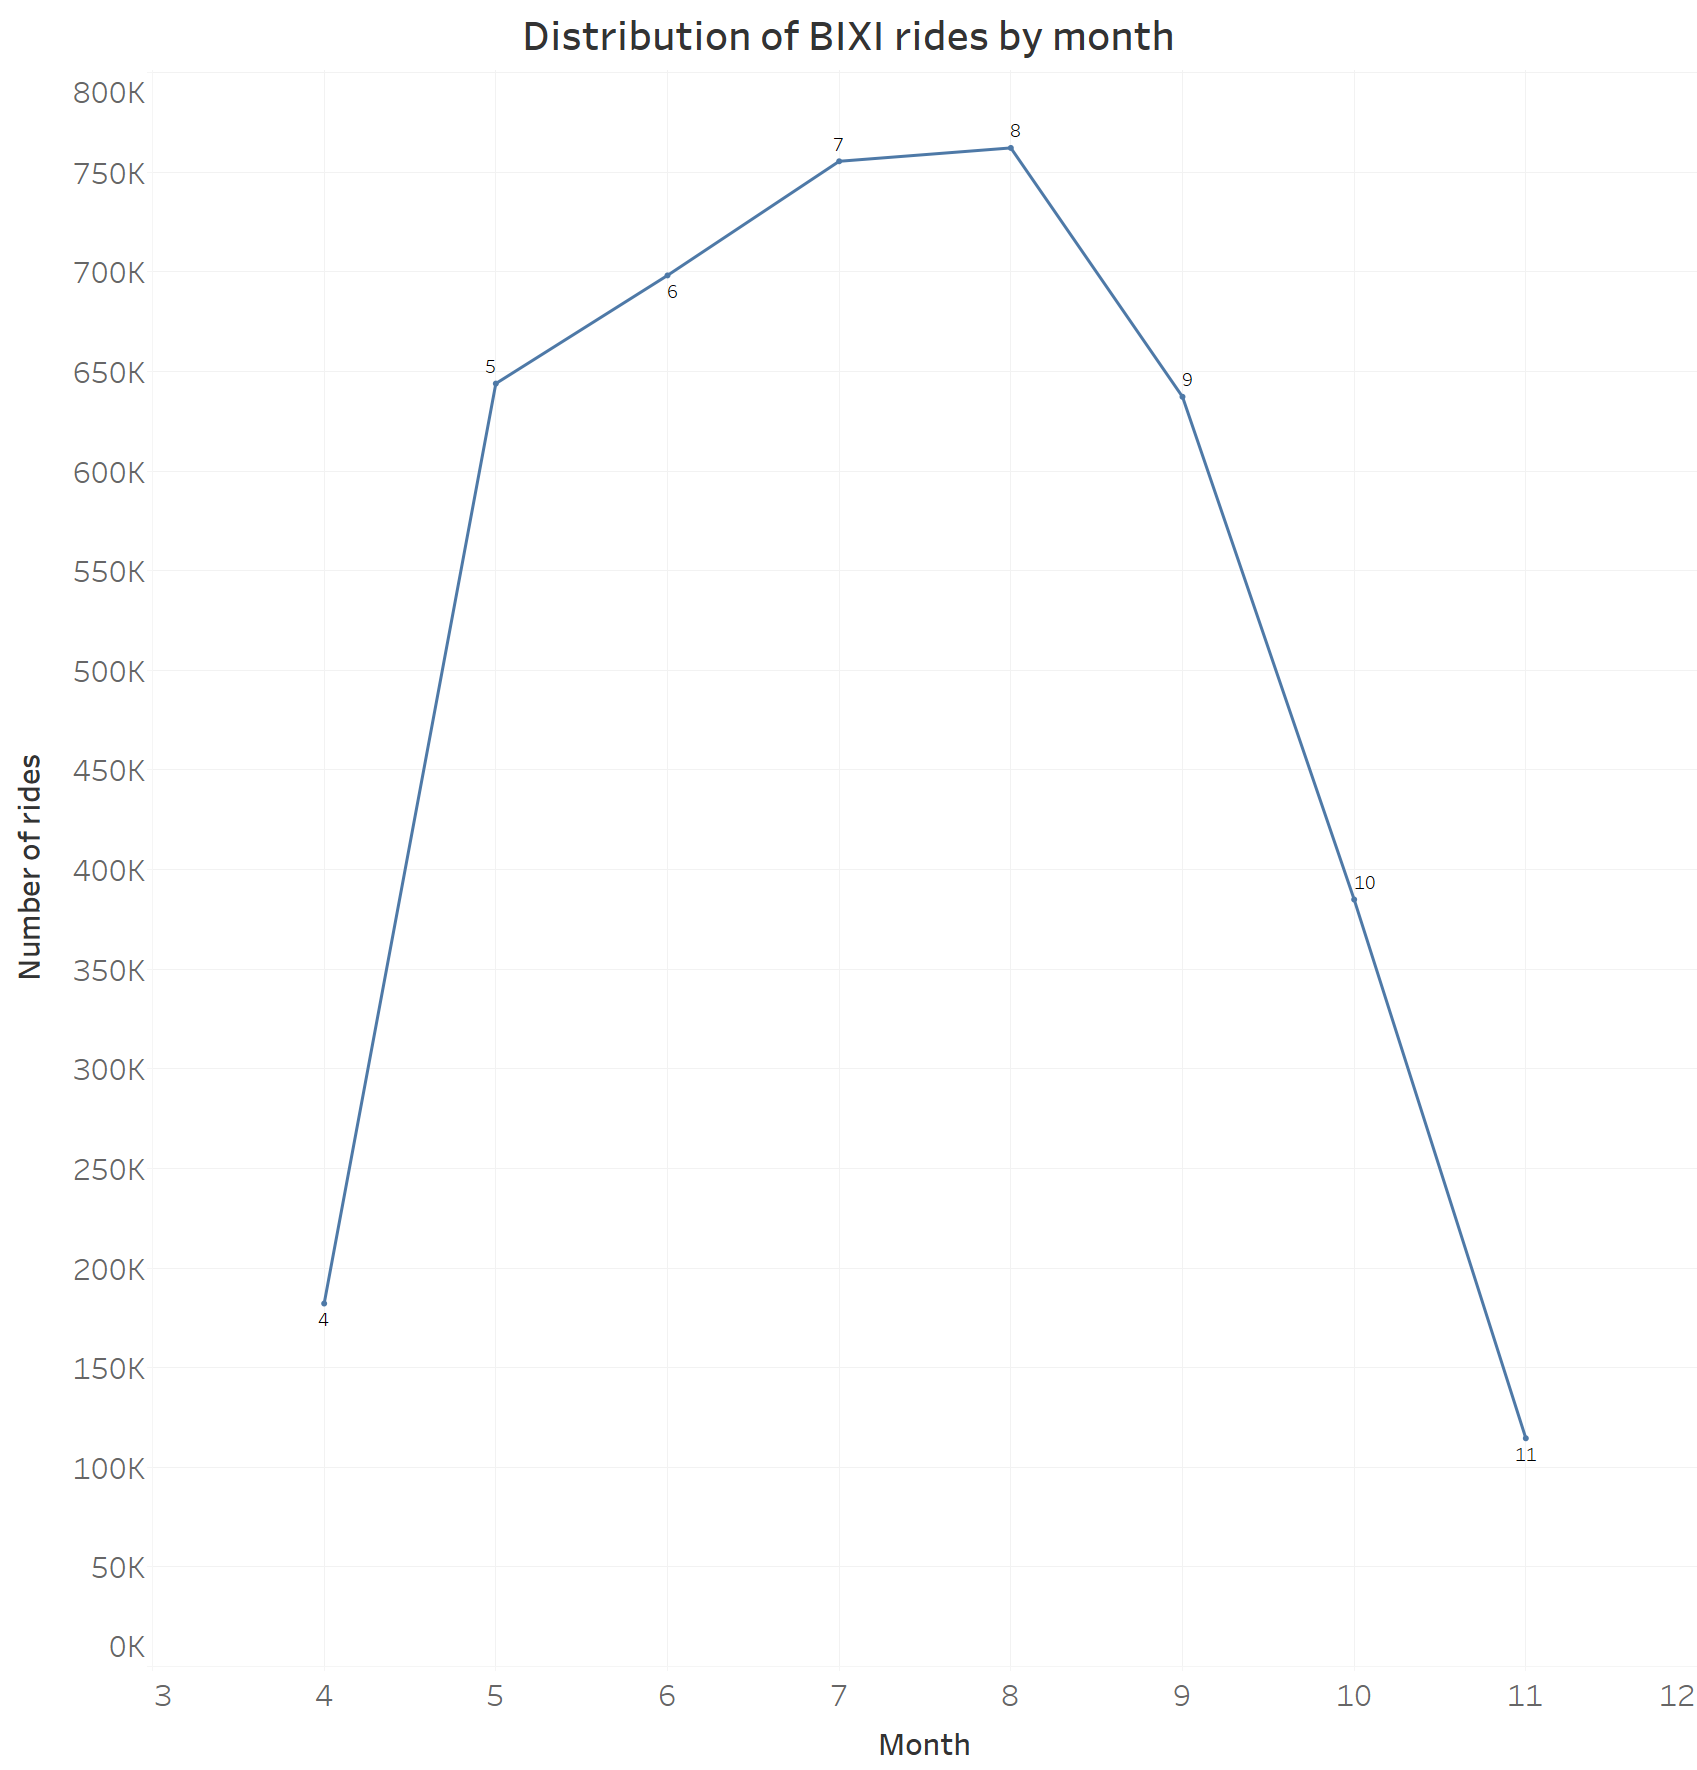 Distribution of BIXI rides by month
800K
750K
700K
650K
600K
550K
500K
450K
400K
350K
300K
250K
200K
150K
100K
50K
0K
Number of rides
4
5
6
7
8
9
10
11
3 4 5 6 7 8 9 10 11 12
Month